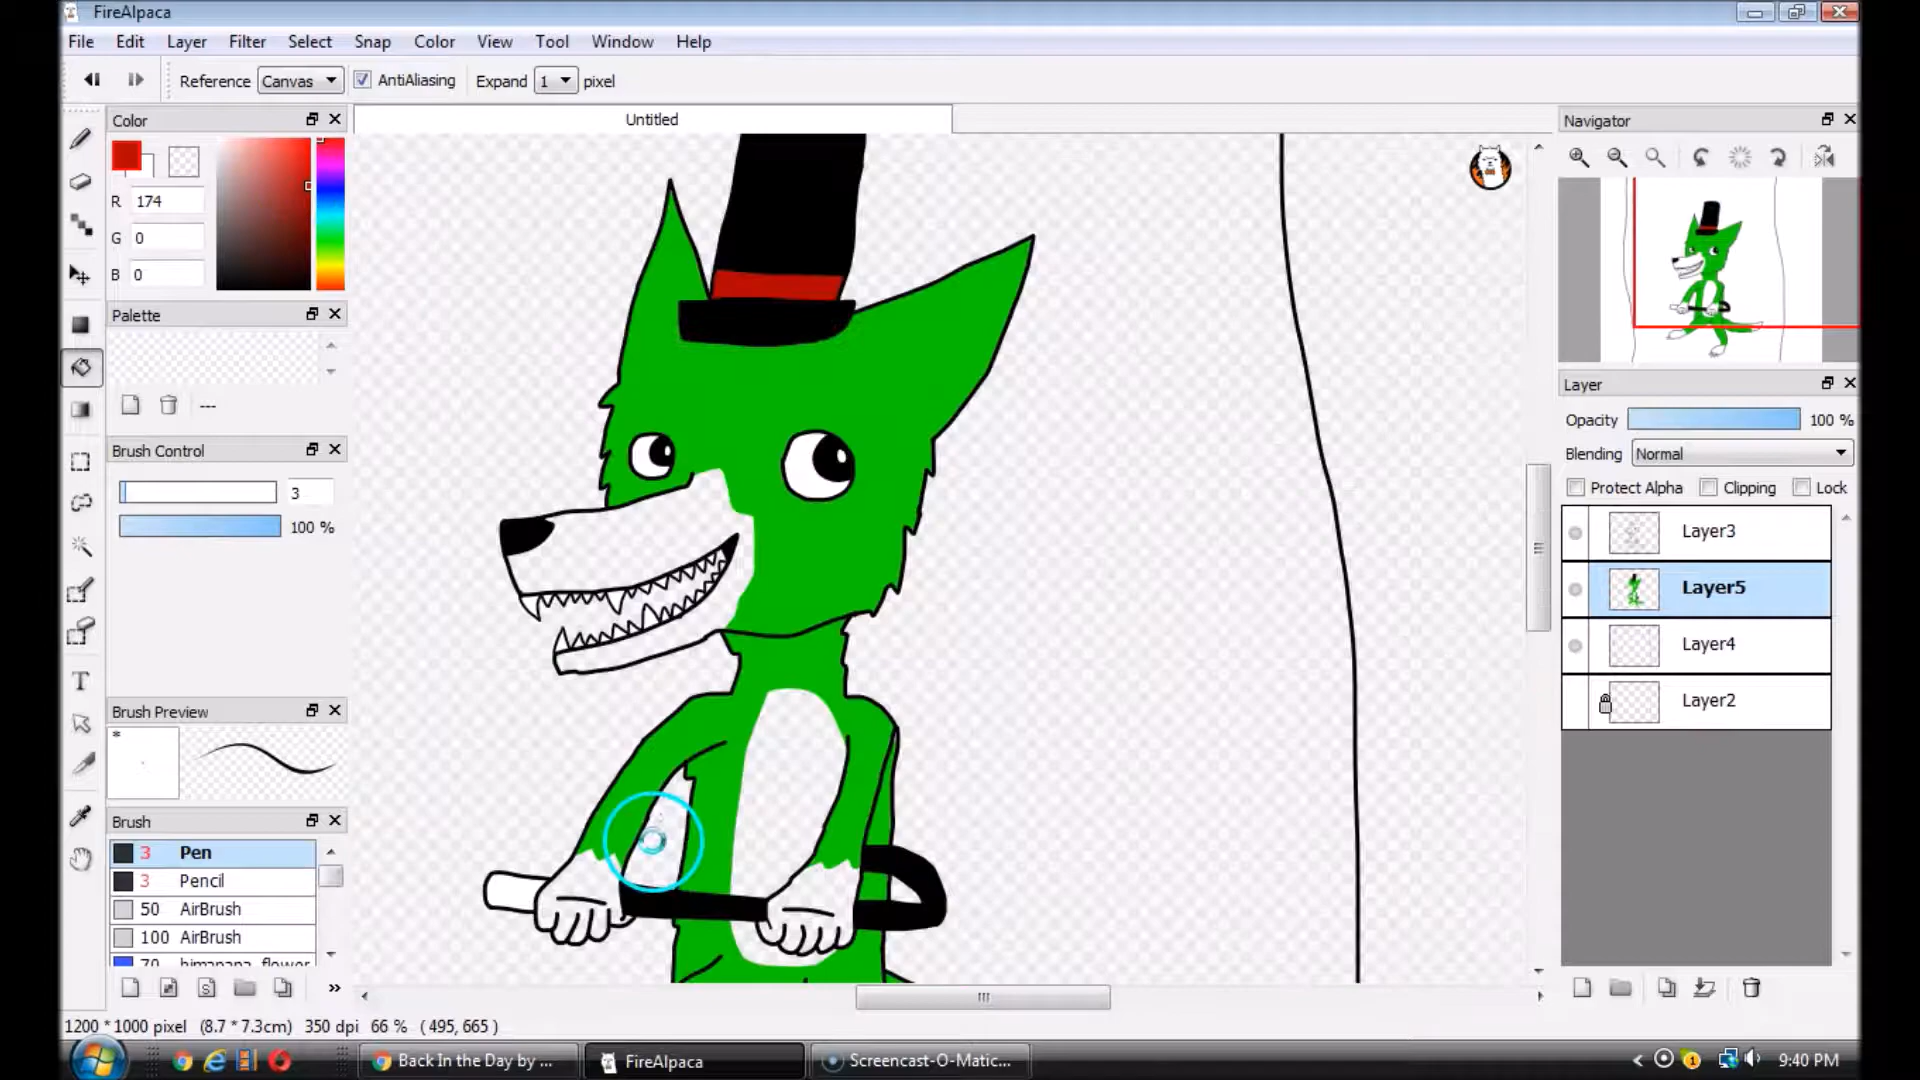 FireAlpaca
File Edit Layer Filter Select Snap Color View Tool Window Help
Reference Canvas AntiAliasing Expand 1 pixel
Color
R 174
G 0
B 0
Palette
---
Brush Control
3
100 %
Brush Preview
*
Brush
3 Pen
3 Pencil
50 AirBrush
100 AirBrush
70 himapana flower
Untitled
Navigator
Layer
Opacity 100 %
Blending Normal
Protect Alpha Clipping Lock
Layer3
Layer5
Layer4
Layer2
1200 * 1000 pixel (8.7 * 7.3cm) 350 dpi 66 % ( 495, 665 )
Back In the Day by ... FireAlpaca Screencast-O-Matic... 9:40 PM